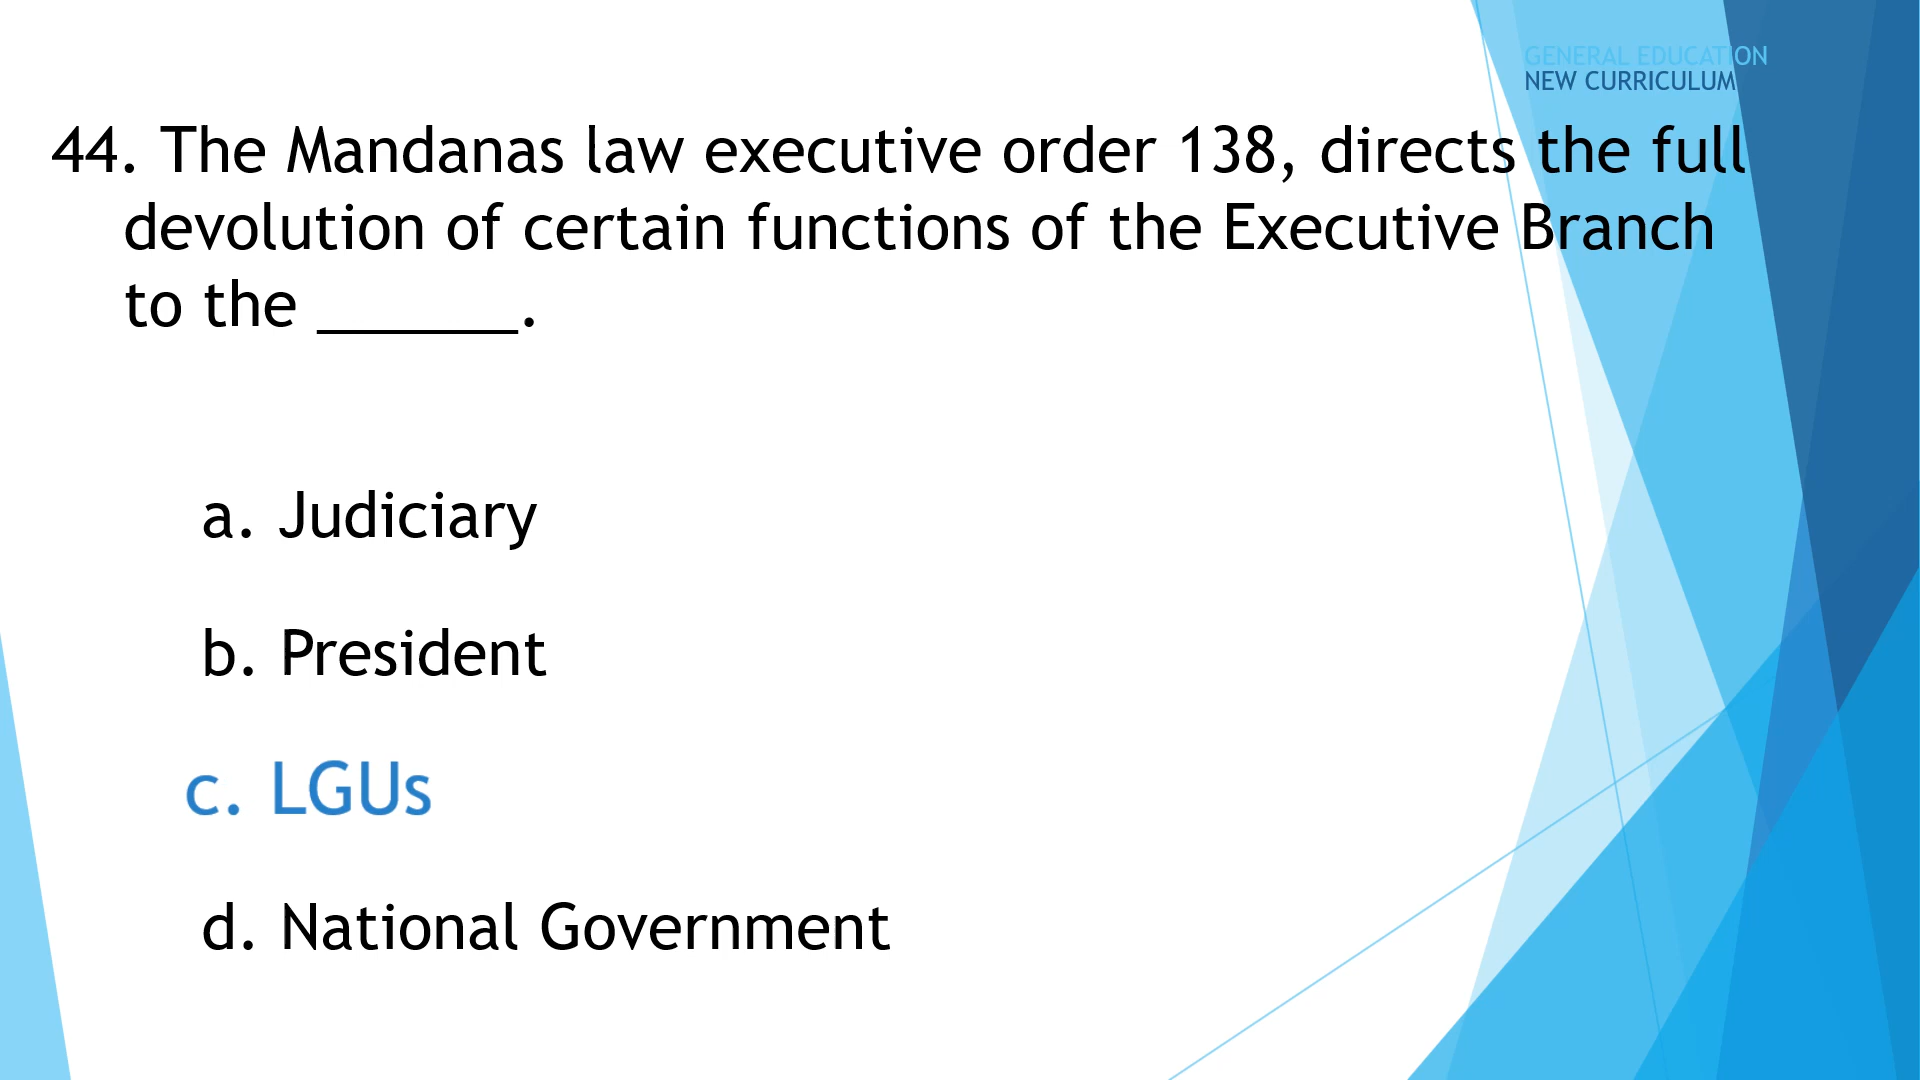 GENERAL EDUCATION
NEW CURRICULUM
44. The Mandanas law executive order 138, directs the full
devolution of certain functions of the Executive Branch
to the ______.
a. Judiciary
b. President
c. LGUs
d. National Government